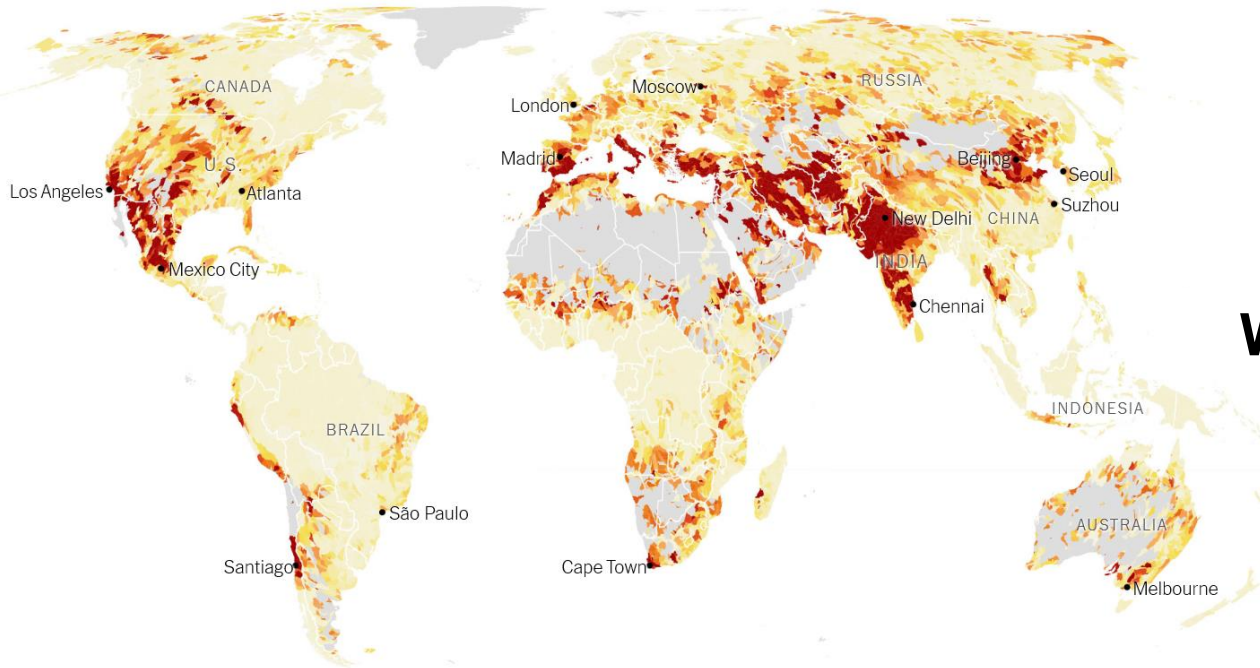 CANADA
RUSSIA
Moscow
London
Madrid
Beijing
Seoul
U.S.
Los Angeles
Atlanta
Suzhou
New Delhi
CHINA
INDIA
Mexico City
Chennai
W
INDONESIA
BRAZIL
São Paulo
AUSTRALIA
Santiago
Cape Town
Melbourne